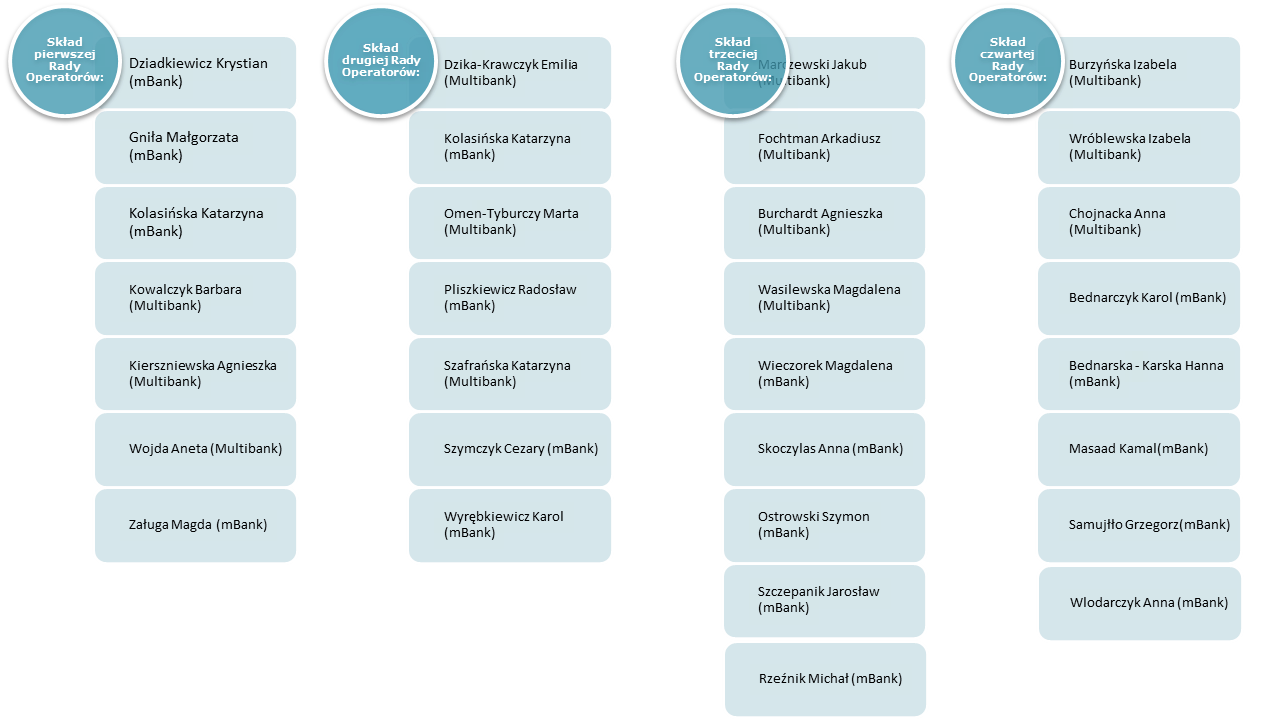 Skład
pierwszej
Rady
Operatorów:
Dziadkiewicz Krystian
(mBank)
Gniła Małgorzata
(mBank)
Kolasińska Katarzyna
(mBank)
Kowalczyk Barbara
(Multibank)
Kierszniewska Agnieszka
(Multibank)
Wojda Aneta (Multibank)
Załuga Magda (mBank)
Skład
drugiej Rady
Operatorów:
Dzika-Krawczyk Emilia
(Multibank)
Kolasińska Katarzyna
(mBank)
Omen-Tyburczy Marta
(Multibank)
Pliszkiewicz Radosław
(mBank)
Szafrańska Katarzyna
(Multibank)
Szymczyk Cezary (mBank)
Wyrębkiewicz Karol
(mBank)
Skład
trzeciej
Rady
Operatorów:
Jakub
(Multibank)
Fochtman Arkadiusz
(Multibank)
Burchardt Agnieszka
(Multibank)
Wasilewska Magdalena
(Multibank)
Wieczorek Magdalena
(mBank)
Skoczylas Anna (mBank)
Ostrowski Szymon
(mBank)
Szczepanik Jarosław
(mBank)
Rzeźnik Michał (mBank)
Skład
czwartej
Rady
Operatorów:
Burzyńska Izabela
(Multibank)
Wróblewska Izabela
(Multibank)
Chojnacka Anna
(Multibank)
Bednarczyk Karol (mBank)
Bednarska - Karska Hanna
(mBank)
Masaad Kamal(mBank)
Samujłło Grzegorz(mBank)
Wlodarczyk Anna (mBank)